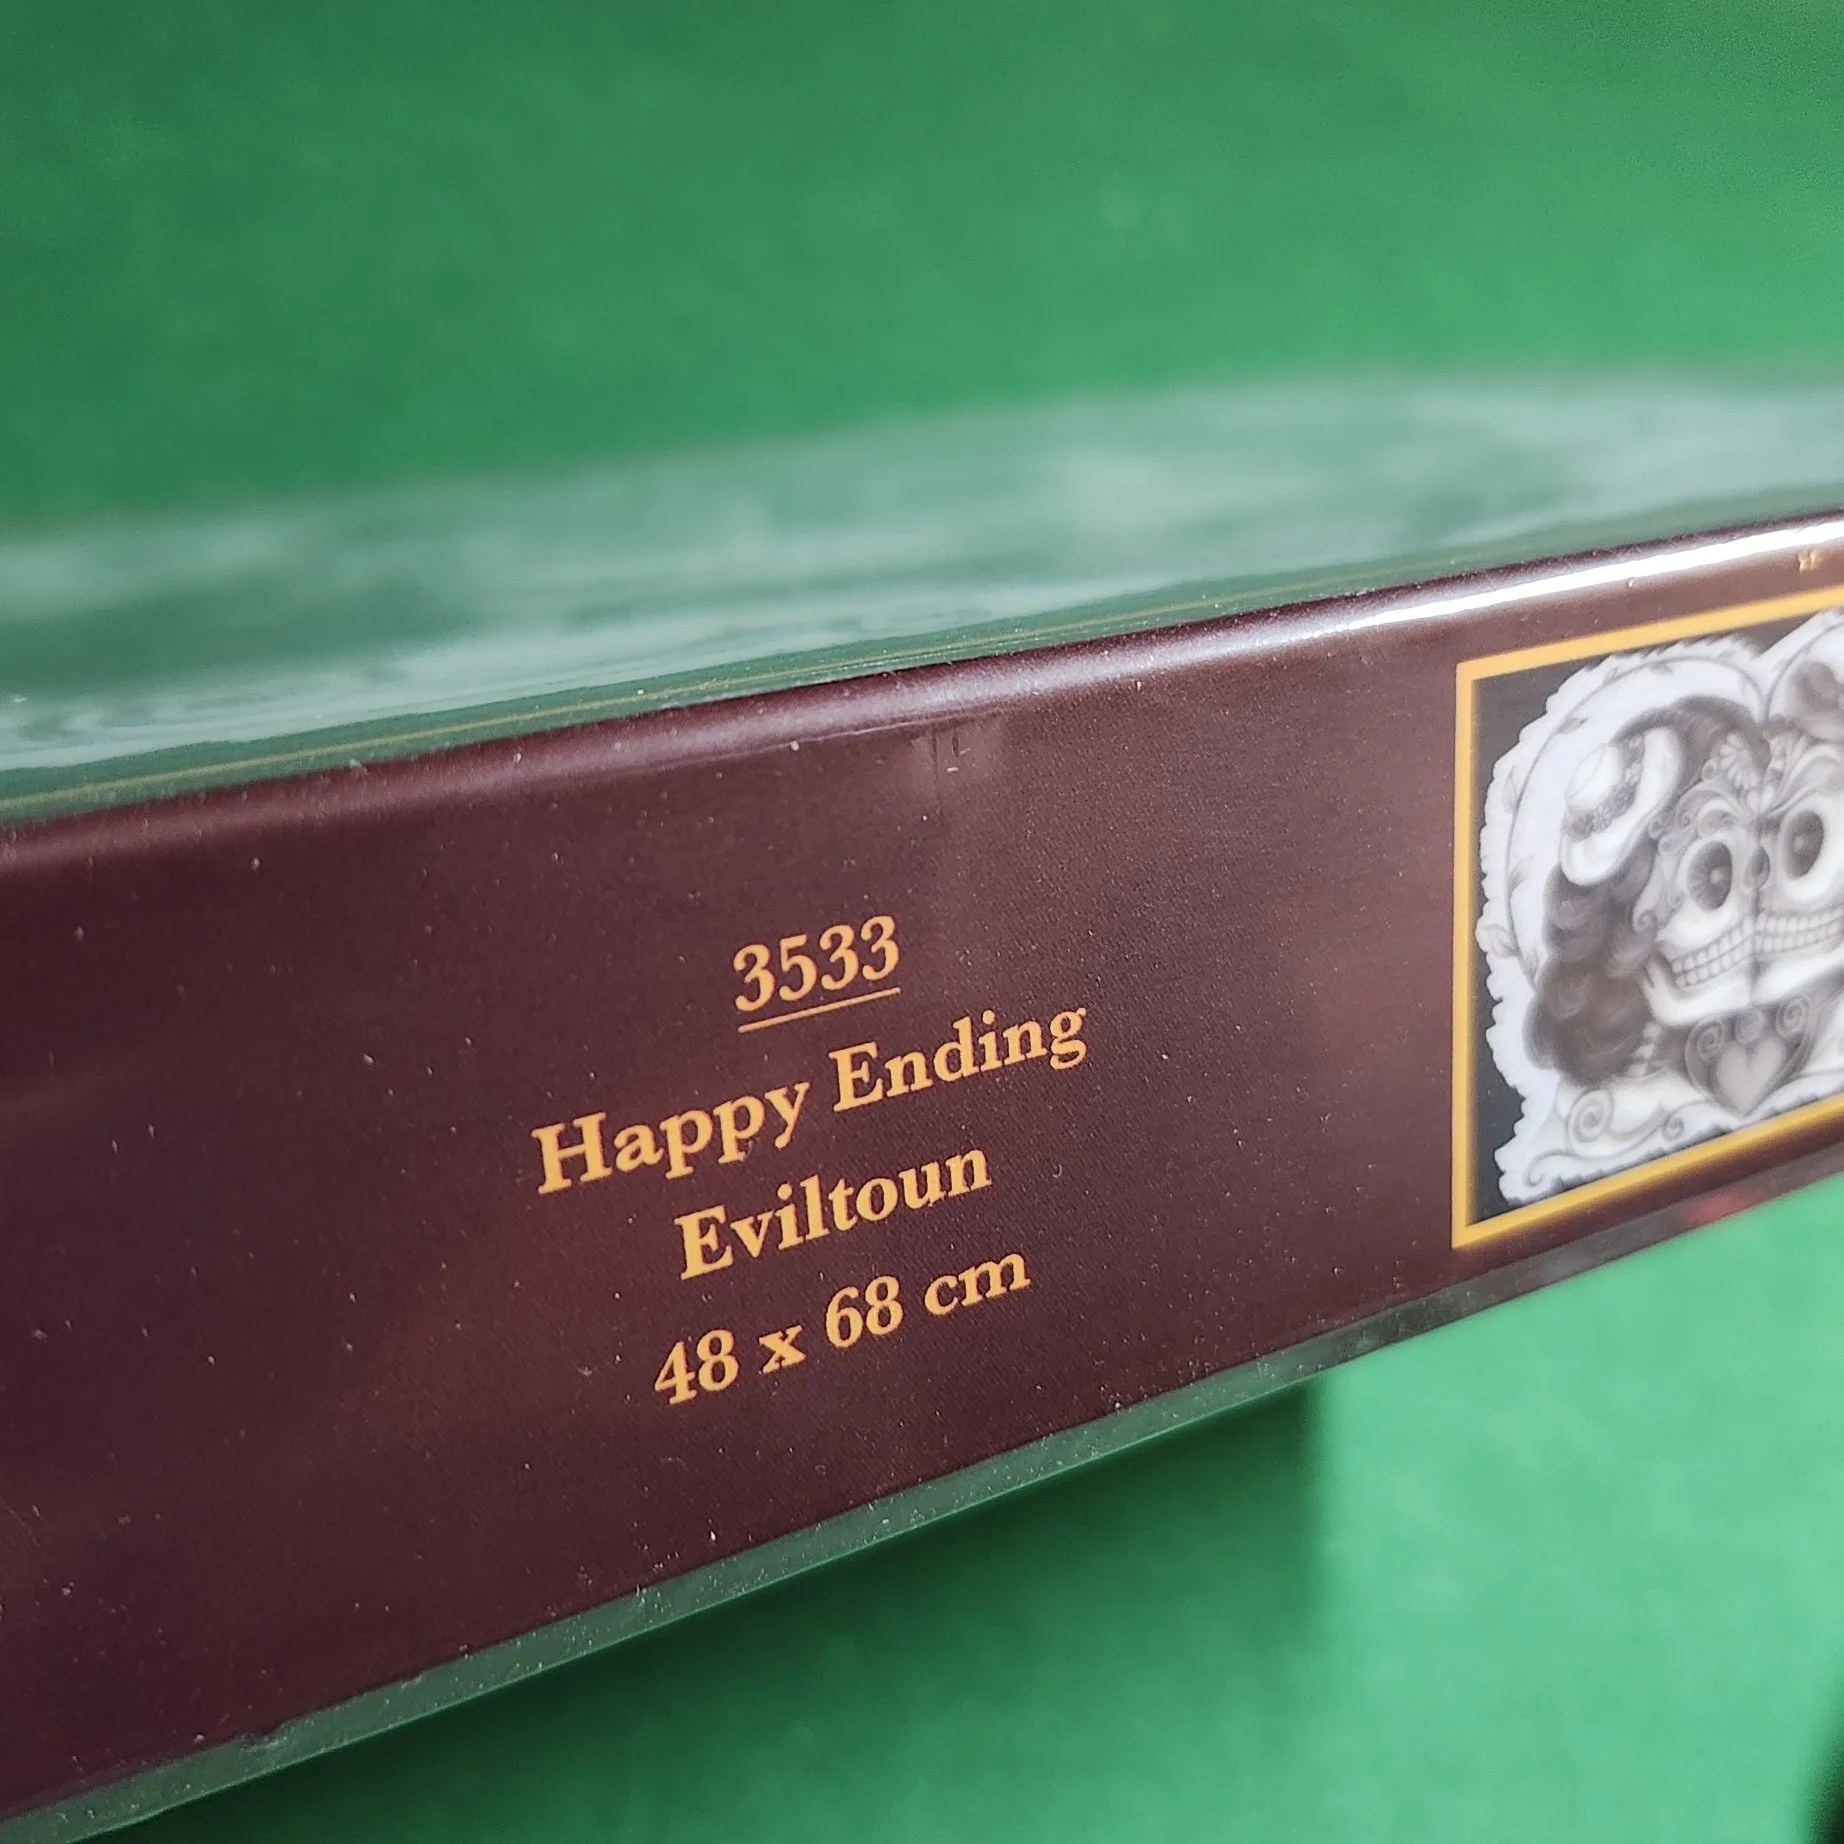 3533
Happy Ending
Eviltoun
48 x 68 cm